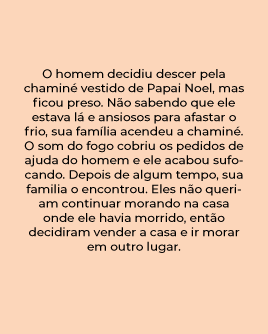 O homem decidiu descer pela
chaminé vestido de Papai Noel, mas
ficou preso. Não sabendo que ele
estava lá e ansiosos para afastar o
frio, sua família acendeu a chaminé.
O som do fogo cobriu os pedidos de
ajuda do homem e ele acabou sufo-
cando. Depois de algum tempo, sua
familia o encontrou. Eles não queri-
am continuar morando na casa
onde ele havia morrido, então
decidiram vender a casa e ir morar
em outro lugar.